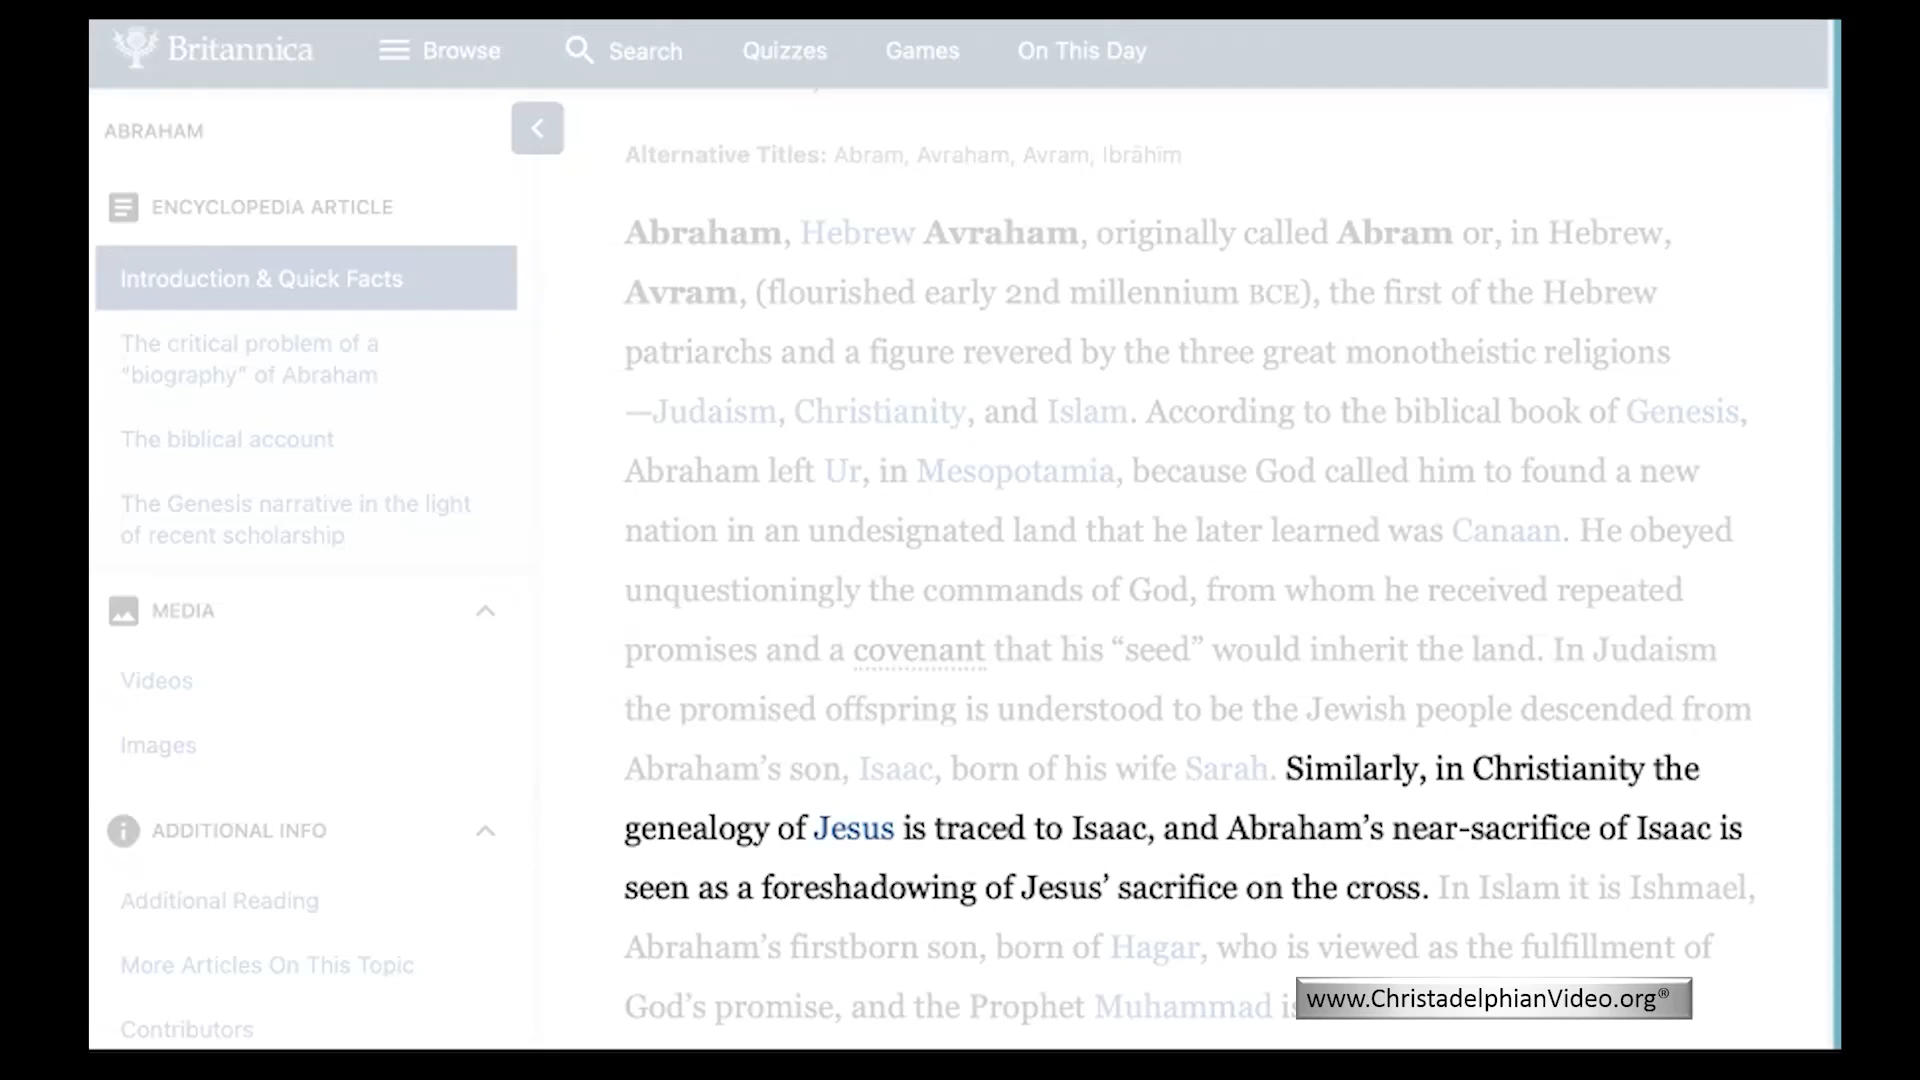 Britannica Browse Search Quizzes Games On This Day
ABRAHAM
ENCYCLOPEDIA ARTICLE
Introduction & Quick Facts
The critical problem of a
“biography” of Abraham
The biblical account
The Genesis narrative in the light
of recent scholarship
MEDIA
Videos
Images
ADDITIONAL INFO
Additional Reading
More Articles On This Topic
Contributors
Alternative Titles: Abram, Avraham, Avram, Ibrāhīm
Abraham, Hebrew Avraham, originally called Abram or, in Hebrew,
Avram, (flourished early 2nd millennium BCE), the first of the Hebrew
patriarchs and a figure revered by the three great monotheistic religions
—Judaism, Christianity, and Islam. According to the biblical book of Genesis,
Abraham left Ur, in Mesopotamia, because God called him to found a new
nation in an undesignated land that he later learned was Canaan. He obeyed
unquestioningly the commands of God, from whom he received repeated
promises and a covenant that his “seed” would inherit the land. In Judaism
the promised offspring is understood to be the Jewish people descended from
Abraham’s son, Isaac, born of his wife Sarah. Similarly, in Christianity the
genealogy of Jesus is traced to Isaac, and Abraham’s near-sacrifice of Isaac is
seen as a foreshadowing of Jesus’ sacrifice on the cross. In Islam it is Ishmael,
Abraham’s firstborn son, born of Hagar, who is viewed as the fulfillment of
God’s promise, and the Prophet Muhammad
www.ChristadelphianVideo.org®